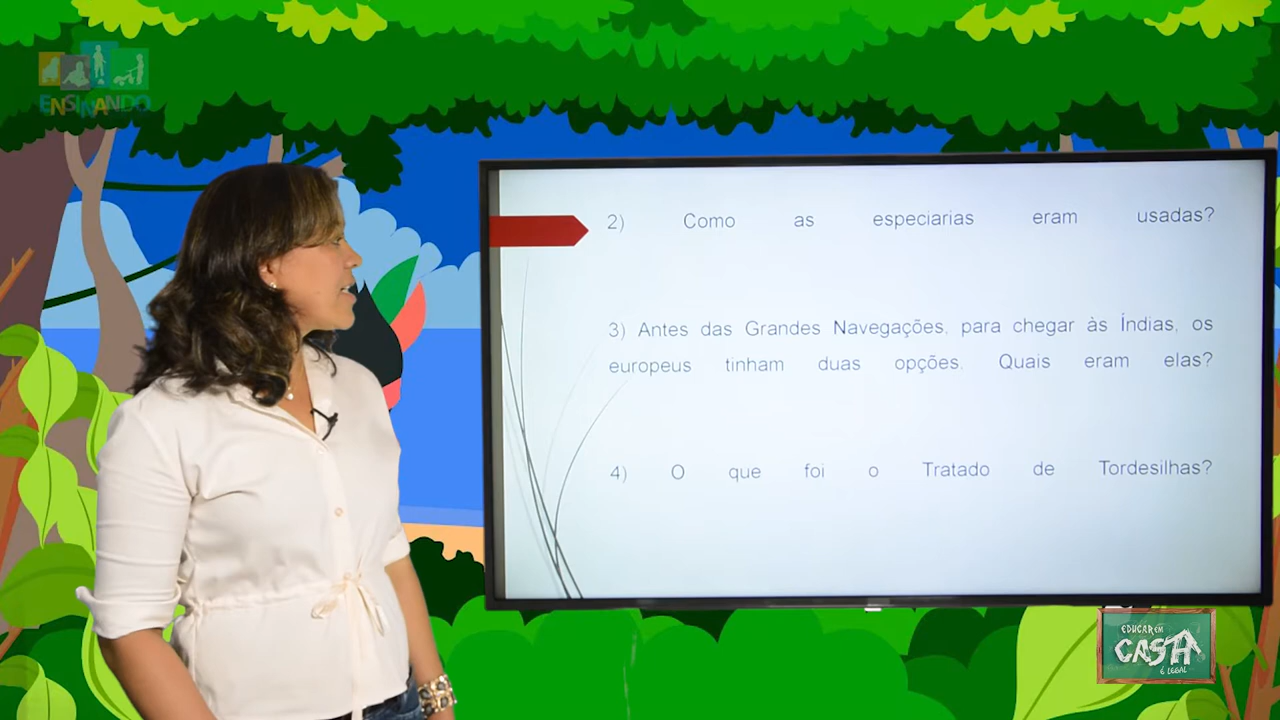 ENSINANDO
2) Como as especiarias eram usadas?
3) Antes das Grandes Navegações, para chegar às Índias, os
europeus tinham duas opções. Quais eram elas?
4) O que foi o Tratado de Tordesilhas?
EDUCAR EM
CASA
É LEGAL